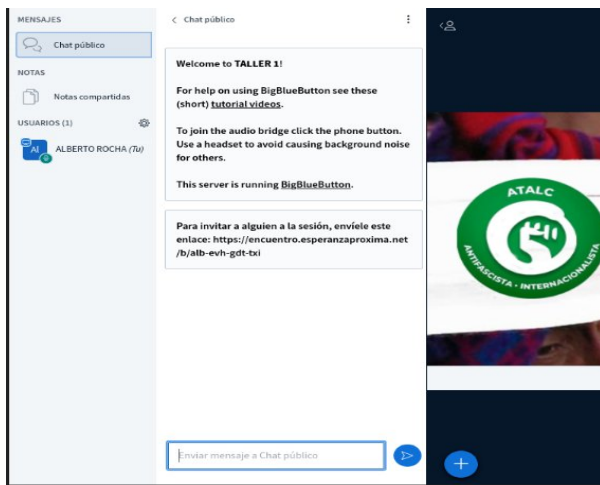 MENSAJES
Chat público
NOTAS
Notas compartidas
USUARIOS (1)
Al
ALBERTO ROCHA (Tu)
Chat público
Welcome to TALLER 1!
For help on using BigBlueButton see these
(short) tutorial videos.
To join the audio bridge click the phone button.
Use a headset to avoid causing background noise
for others.
This server is running BigBlueButton.
Para invitar a alguien a la sesión, envíele este
enlace: https://encuentro.esperanzaproxima.net
/b/alb-evh-gdt-txi
Enviar mensaje a Chat público
ATALC
ANTIFASCISTA - INTERNACIONALISTA